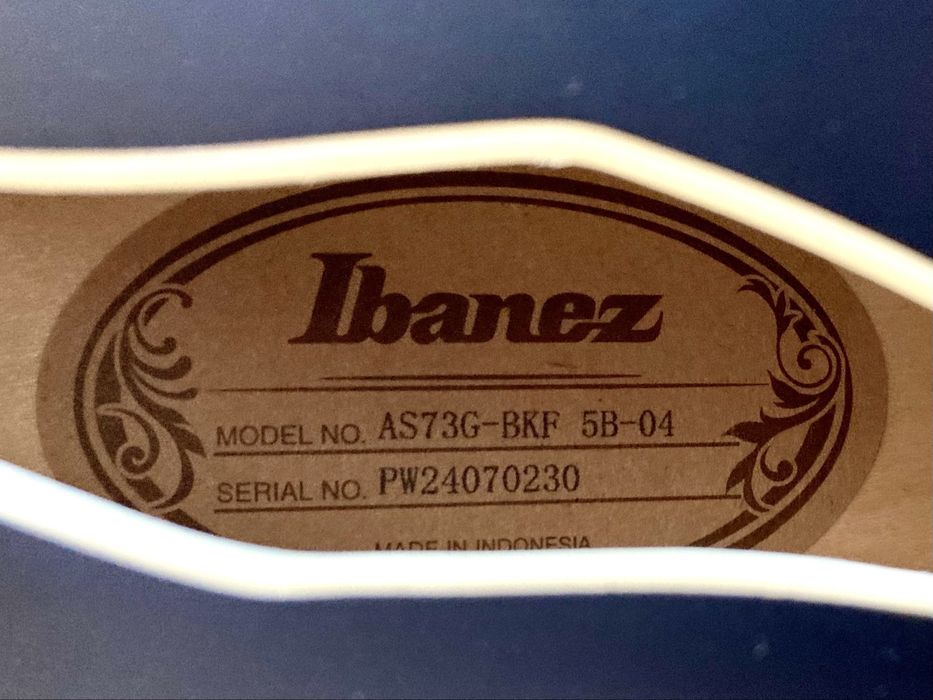 Ibanez
MODEL NO. AS73G-BKF 5B-04
SERIAL NO. PW24070230
MADE IN INDONESIA